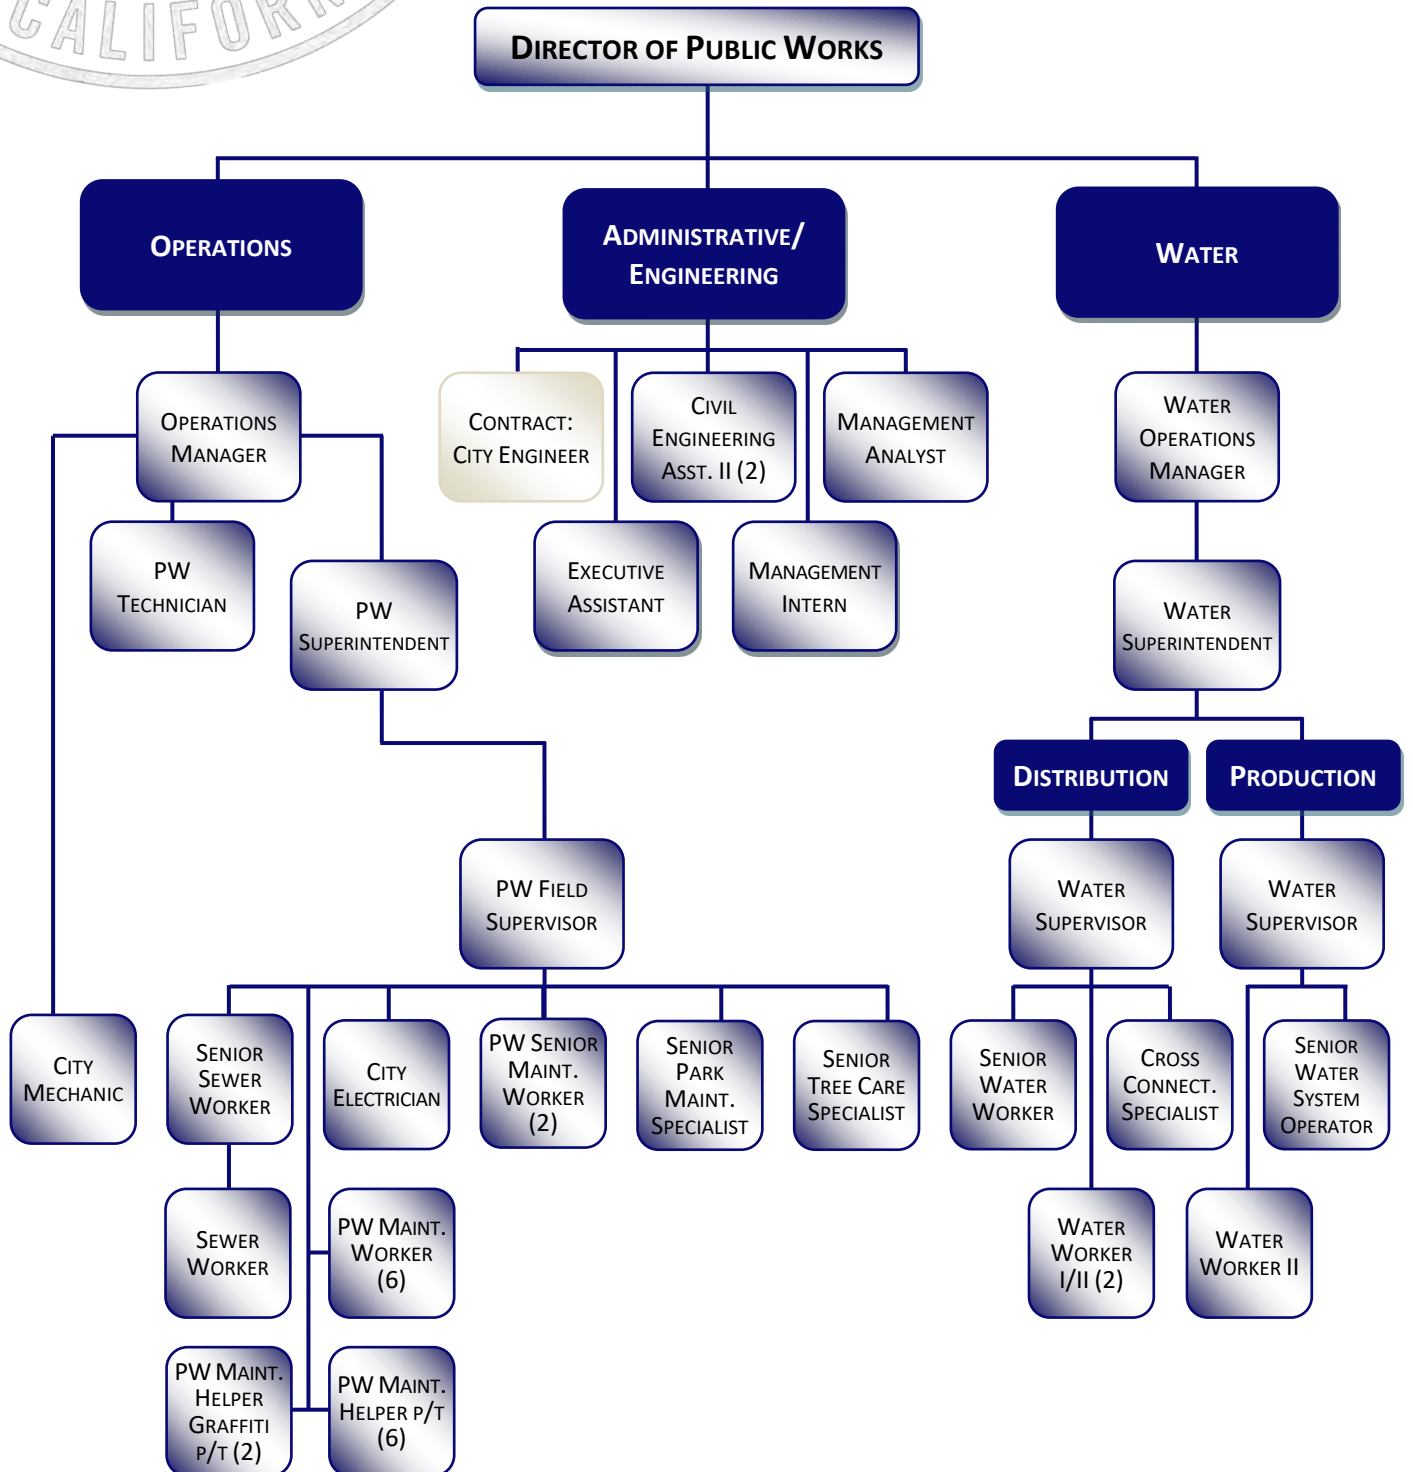 CALIFORN
DIRECTOR OF PUBLIC WORKS
OPERATIONS
ADMINISTRATIVE/
ENGINEERING
WATER
OPERATIONS
MANAGER
CONTRACT:
CITY ENGINEER
CIVIL
ENGINEERING
ASST. II (2)
MANAGEMENT
ANALYST
WATER
OPERATIONS
MANAGER
PW
TECHNICIAN
PW
SUPERINTENDENT
EXECUTIVE
ASSISTANT
MANAGEMENT
INTERN
WATER
SUPERINTENDENT
DISTRIBUTION
PRODUCTION
PW FIELD
SUPERVISOR
WATER
SUPERVISOR
WATER
SUPERVISOR
CITY
MECHANIC
SENIOR
SEWER
WORKER
CITY
ELECTRICIAN
PW SENIOR
MAINT.
WORKER
(2)
SENIOR
PARK
MAINT.
SPECIALIST
SENIOR
TREE CARE
SPECIALIST
SENIOR
WATER
WORKER
CROSS
CONNECT.
SPECIALIST
SENIOR
WATER
SYSTEM
OPERATOR
SEWER
WORKER
PW MAINT.
WORKER
(6)
WATER
WORKER
I/II (2)
WATER
WORKER II
PW MAINT.
HELPER
GRAFFITI
P/T (2)
PW MAINT.
HELPER P/T
(6)